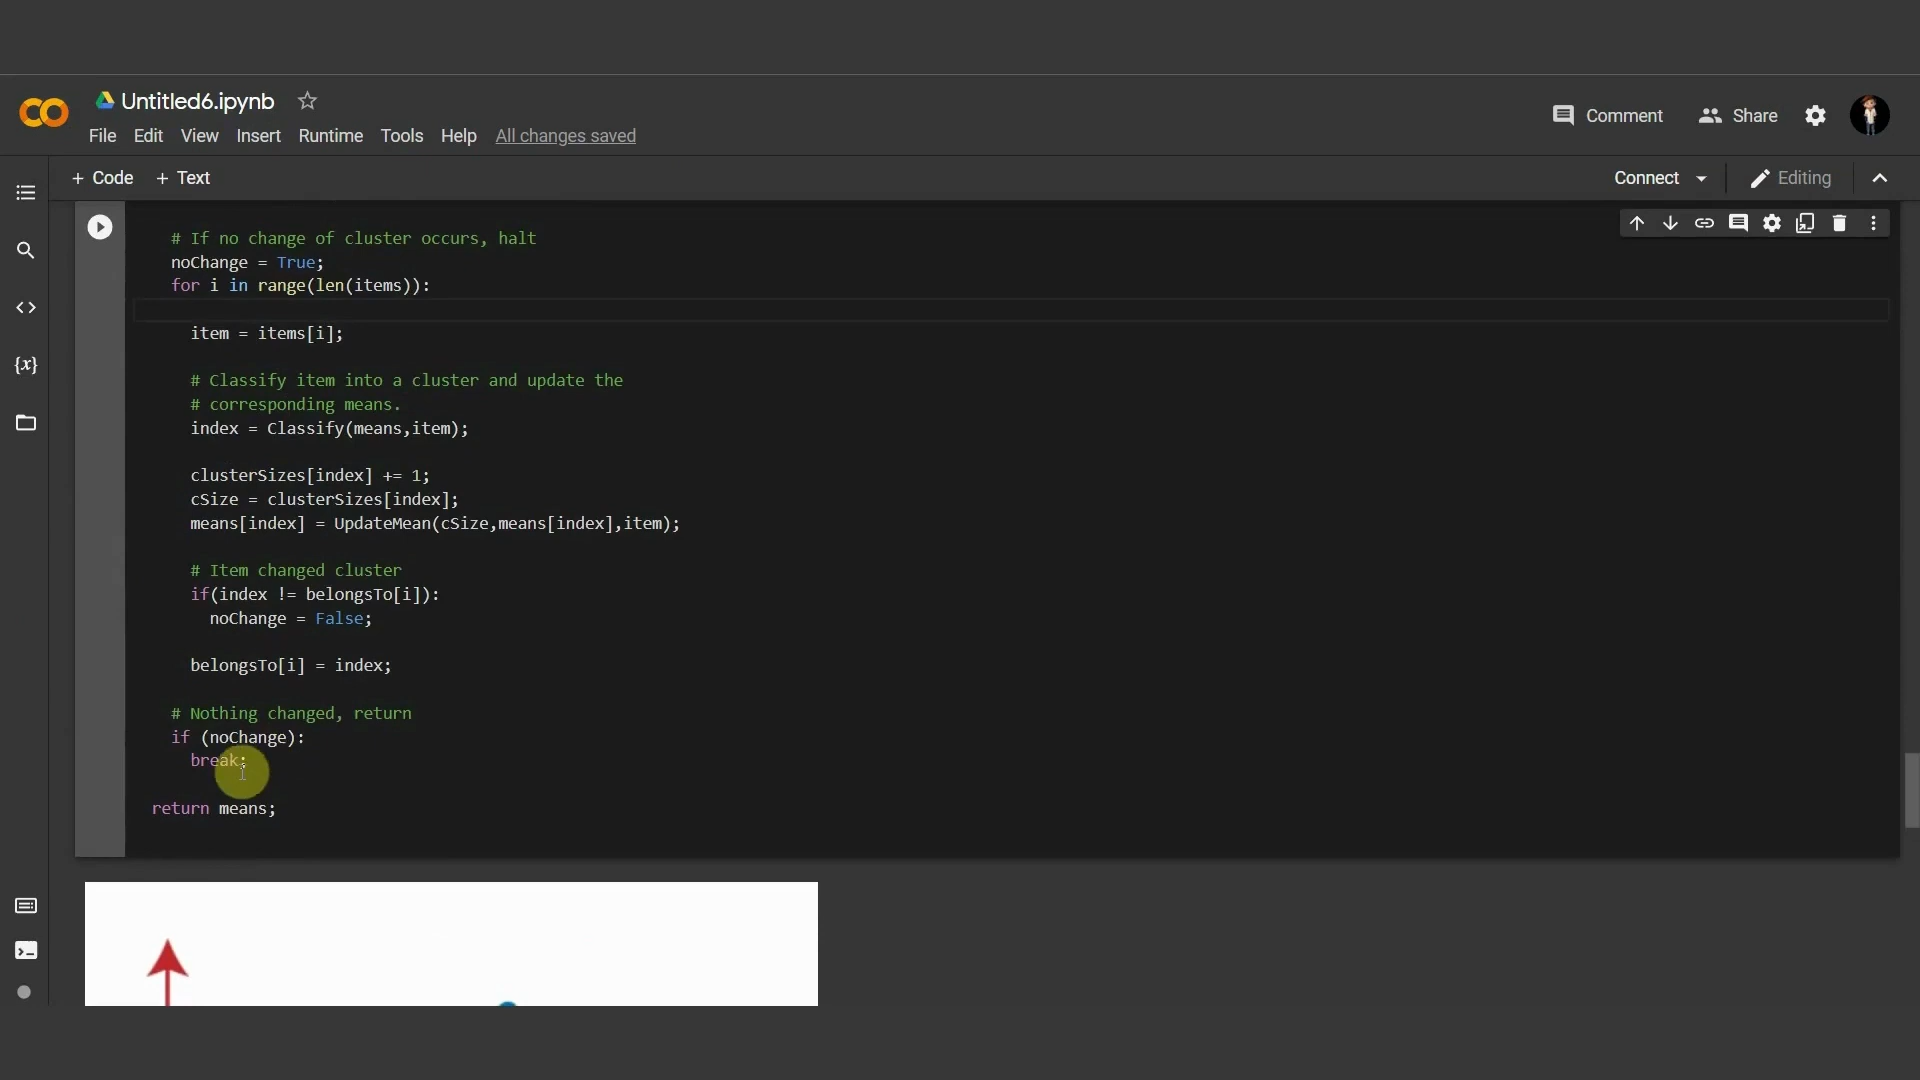 Untitled6.ipynb
File Edit View Insert Runtime Tools Help All changes saved
Comment Share
+ Code + Text
Connect Editing
# If no change of cluster occurs, halt
noChange = True;
for i in range(len(items)):
item = items[i];
# Classify item into a cluster and update the
# corresponding means.
index = Classify(means,item);
clusterSizes[index] += 1;
cSize = clusterSizes[index];
means[index] = UpdateMean(cSize,means[index],item);
# Item changed cluster
if(index != belongsTo[i]):
noChange = False;
belongsTo[i] = index;
# Nothing changed, return
if (noChange):
break;
return means;